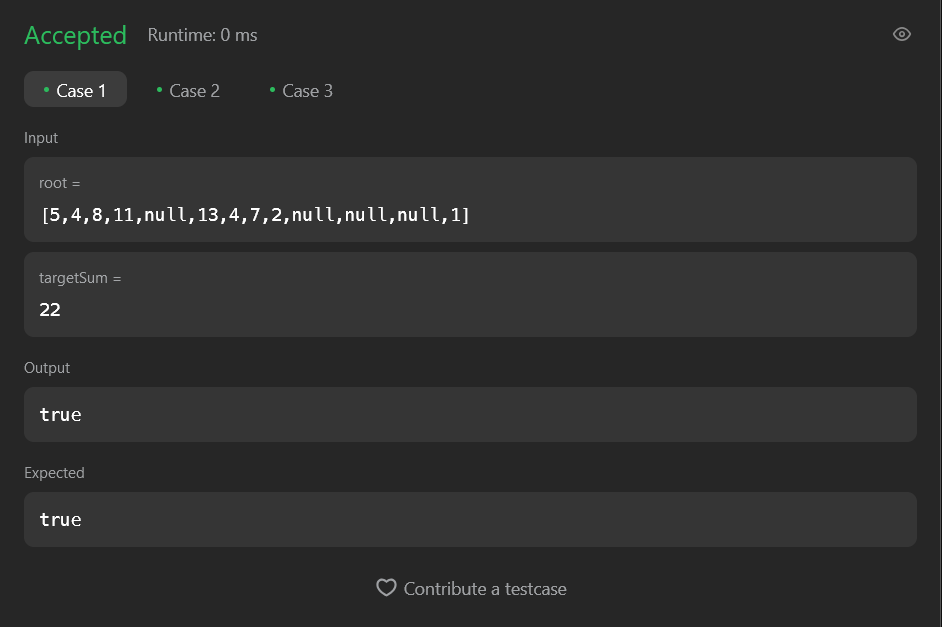 Accepted Runtime: 0 ms
Case 1 Case 2 Case 3
Input
root =
[5,4,8,11,null,13,4,7,2,null,null,null,1]
targetSum =
22
Output
true
Expected
true
Contribute a testcase